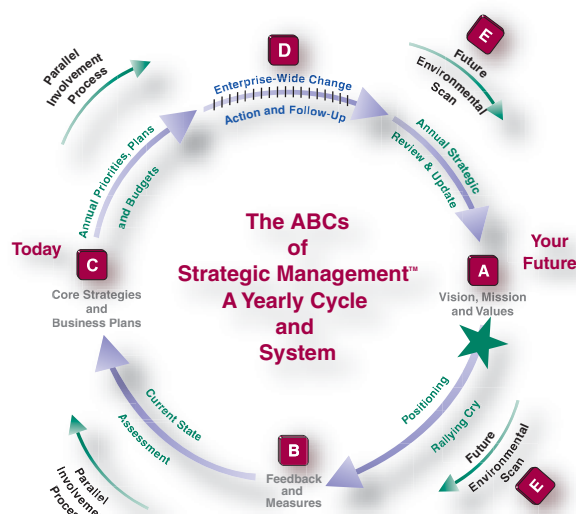 D
E
Parallel
Involvement
Process
Enterprise-Wide Change
Action and Follow-Up
Future
Environmental
Scan
Annual Priorities, Plans
and Budgets
Annual Strategic
Review & Update
The ABCs
of
Strategic Management™
A Yearly Cycle
and
System
Today
C
Core Strategies and
Business Plans
Your
Future
A
Vision, Mission
and Values
Current State
Assessment
Positioning
Rallying Cry
B
Feedback
and
Measures
Parallel
Involvement
Process
Future
Environmental
Scan
E